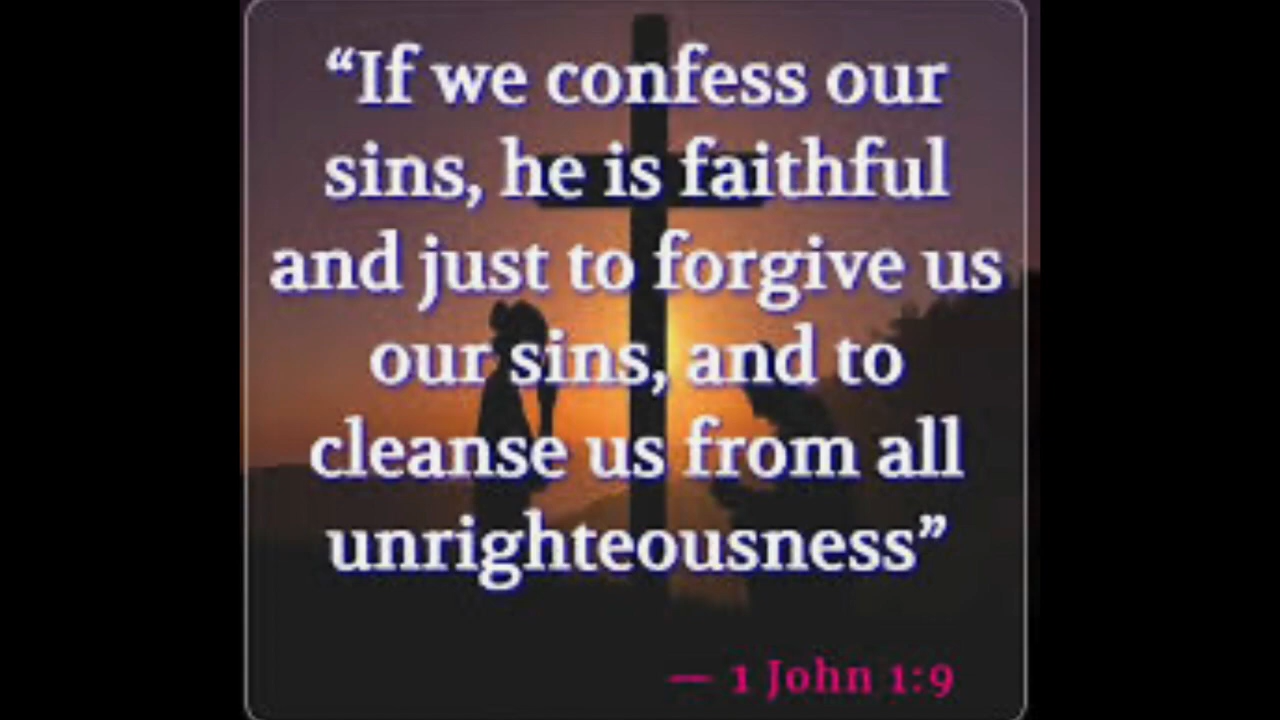 “If we confess our
sins, he is faithful
and just to forgive us
our sins, and to
cleanse us from all
unrighteousness”
— 1 John 1:9